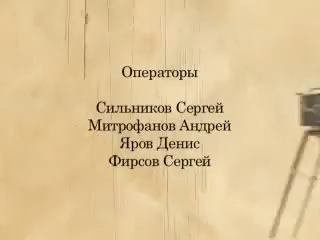 Операторы
Сильников Сергей
Митрофанов Андрей
Яров Денис
Фирсов Сергей